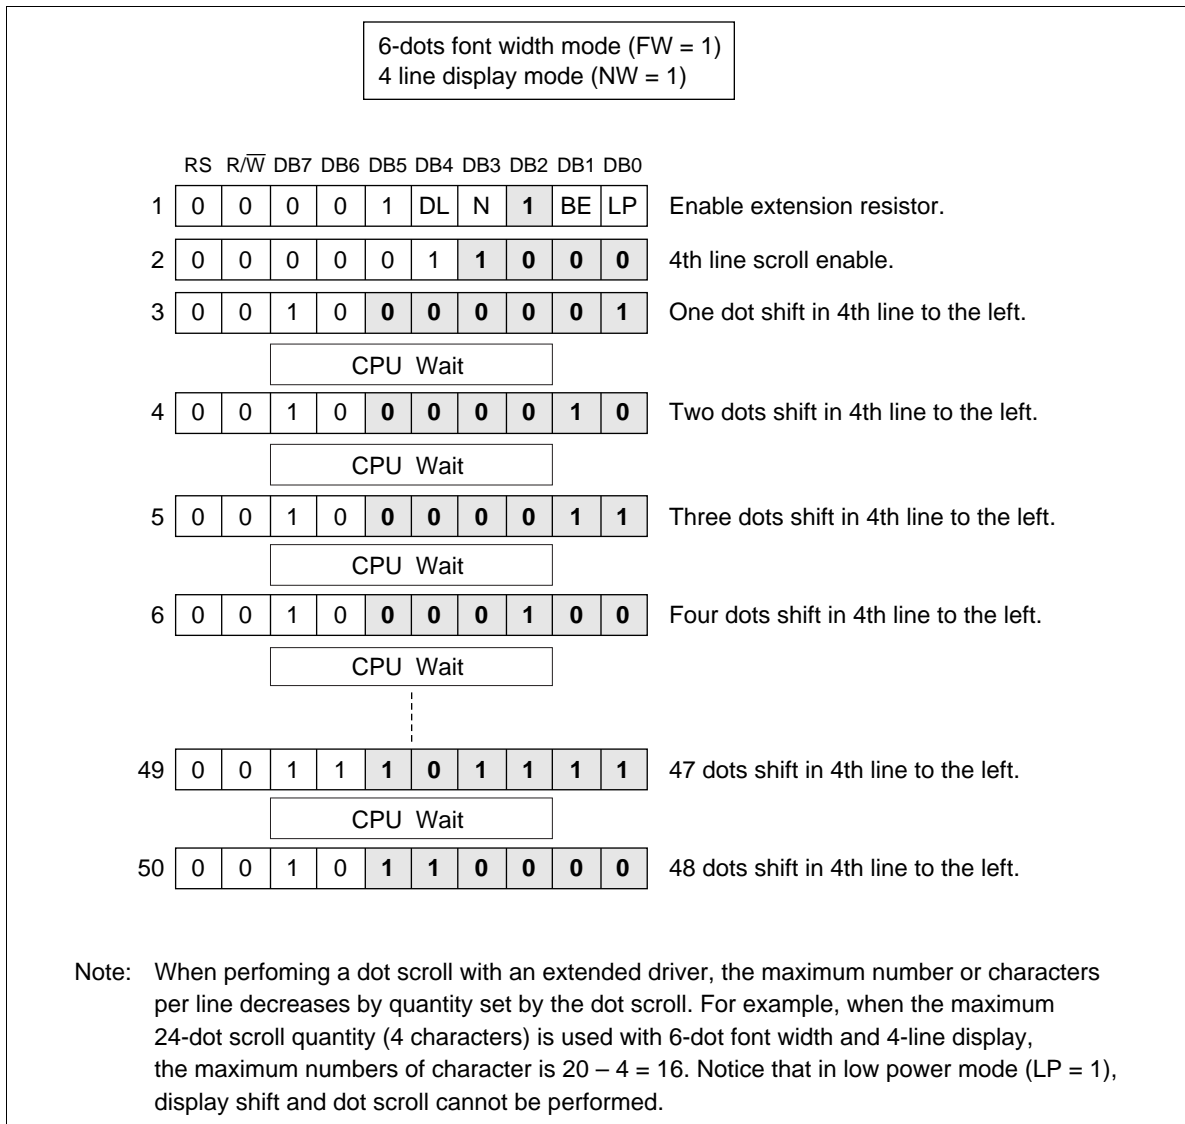 6-dots font width mode (FW = 1)
4 line display mode (NW = 1)
RS R/W̅ DB7 DB6 DB5 DB4 DB3 DB2 DB1 DB0
1 0 0 0 0 1 DL N 1 BE LP Enable extension resistor.
2 0 0 0 0 0 1 1 0 0 0 4th line scroll enable.
3 0 0 1 0 0 0 0 0 0 1 One dot shift in 4th line to the left.
CPU Wait
4 0 0 1 0 0 0 0 0 1 0 Two dots shift in 4th line to the left.
CPU Wait
5 0 0 1 0 0 0 0 0 1 1 Three dots shift in 4th line to the left.
CPU Wait
6 0 0 1 0 0 0 0 1 0 0 Four dots shift in 4th line to the left.
CPU Wait
49 0 0 1 1 1 0 1 1 1 1 47 dots shift in 4th line to the left.
CPU Wait
50 0 0 1 0 1 1 0 0 0 0 48 dots shift in 4th line to the left.
Note: When perfoming a dot scroll with an extended driver, the maximum number or characters
per line decreases by quantity set by the dot scroll. For example, when the maximum
24-dot scroll quantity (4 characters) is used with 6-dot font width and 4-line display,
the maximum numbers of character is 20 – 4 = 16. Notice that in low power mode (LP = 1),
display shift and dot scroll cannot be performed.